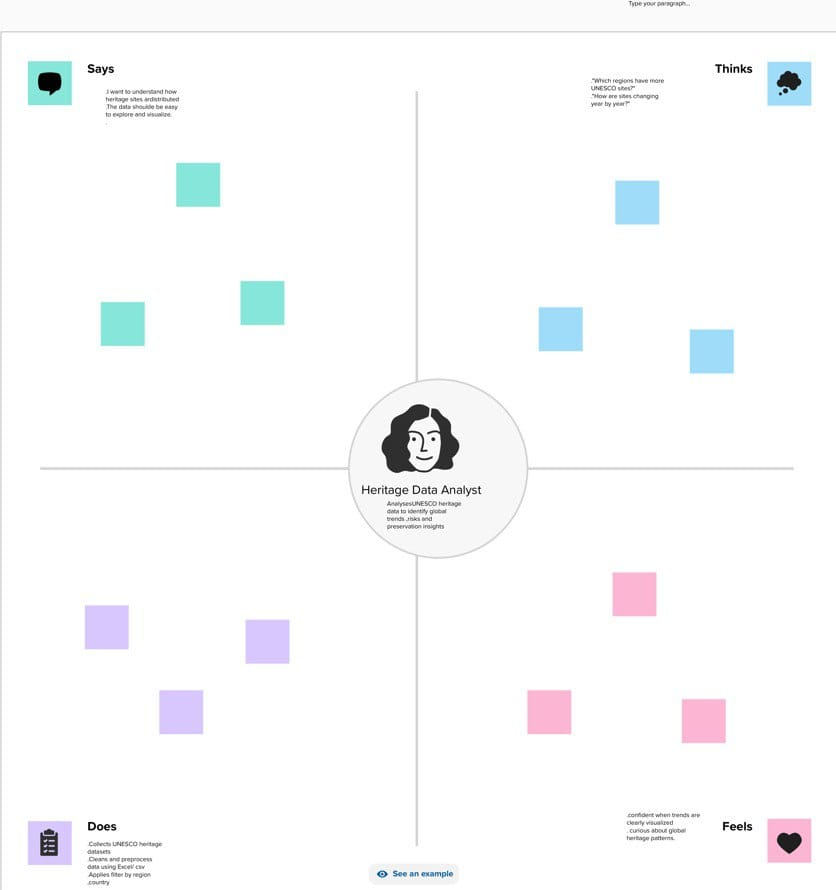 Type your paragraph...
Says
.I want to understand how
heritage sites ardistributed
.The data shoulde be easy
to explore and visualize.
.
Thinks
."Which regions have more
UNESCO sites?"
."How are sites changing
year by year?"
Heritage Data Analyst
AnalysesUNESCO heritage
data to identify global
trends ,risks and
preservation insights
Does
.Collects UNESCO heritage
datasets
.Cleans and preprocess
data using Excel/ csv
.Applies filter by region
,country
.confident when trends are
clearly visualized
. curious about global
heritage patterns.
Feels
See an example